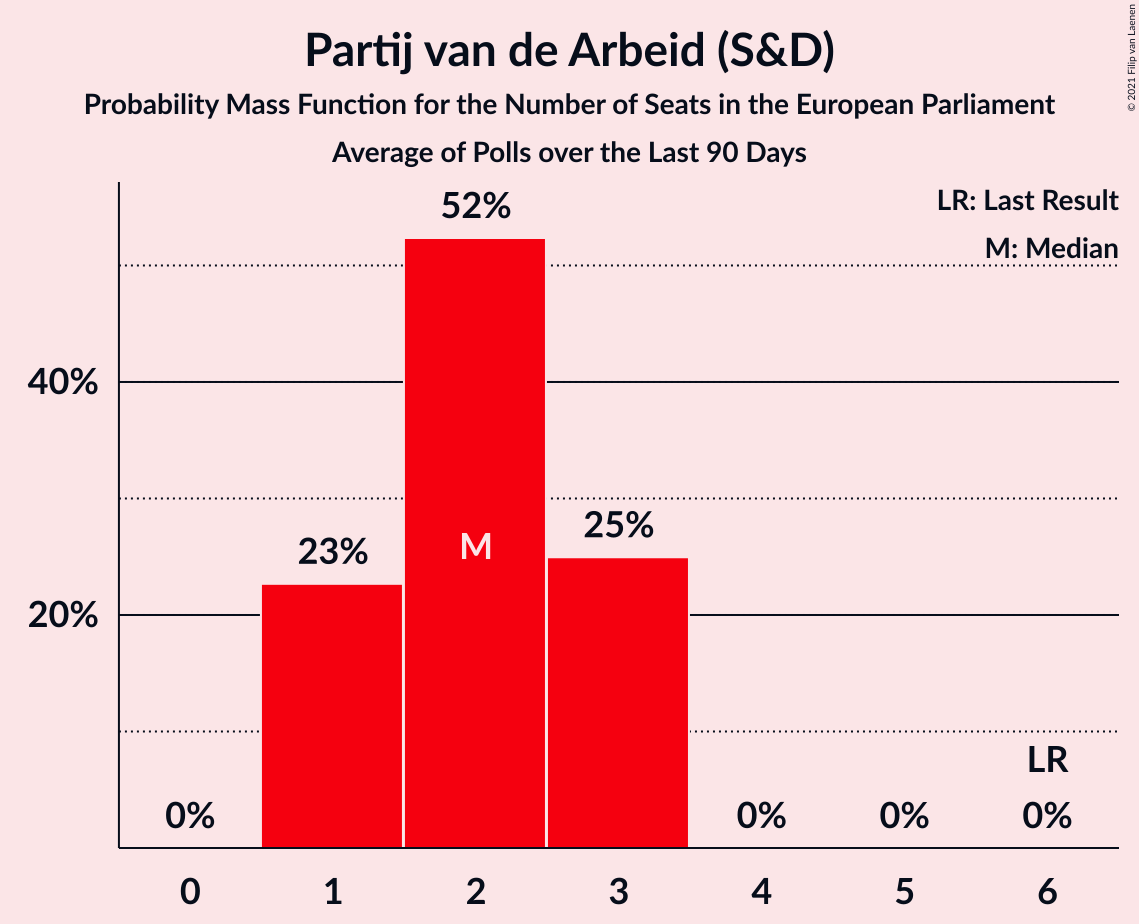 Partij van de Arbeid (S&D)
Probability Mass Function for the Number of Seats in the European Parliament
Average of Polls over the Last 90 Days
© 2021 Filip van Laenen
LR: Last Result
M: Median
52%
40%
25%
23%
M
20%
LR
0%
0%
0%
0%
0 1 2 3 4 5 6